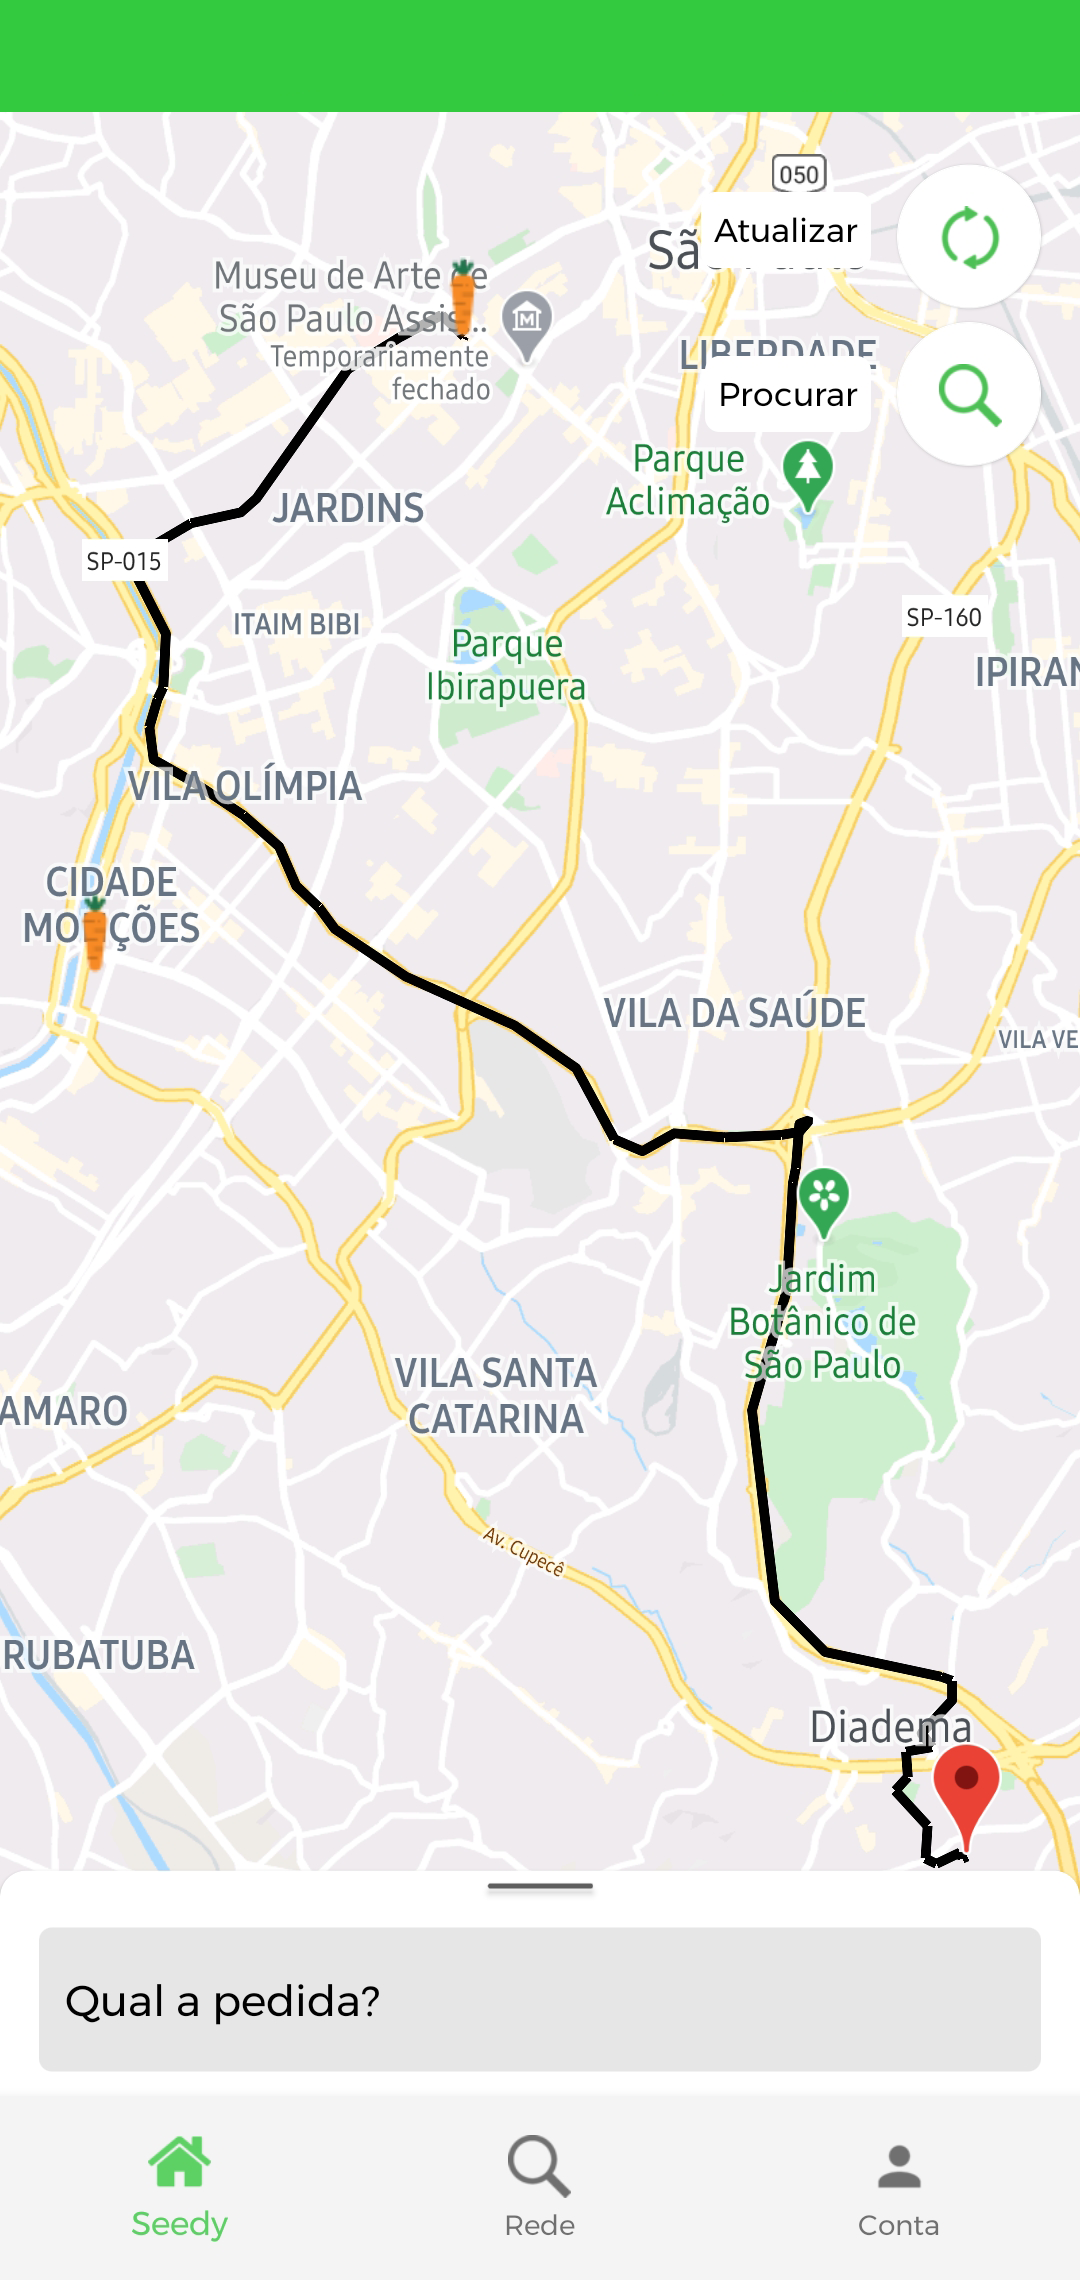 050
Atualizar
Museu de Arte
São Paulo Assis...
Temporariamente
fechado
LIBERDADE
Procurar
Parque
Aclimação
JARDINS
SP-015
ITAIM BIBI
SP-160
Parque
Ibirapuera
VILA OLÍMPIA
CIDADE
VILA DA SAÚDE
Jardim
Botânico de
São Paulo
VILA SANTA
CATARINA
AMARO
Av. Cupecê
RUBATUBA
Diadema
Qual a pedida?
Seedy
Rede
Conta